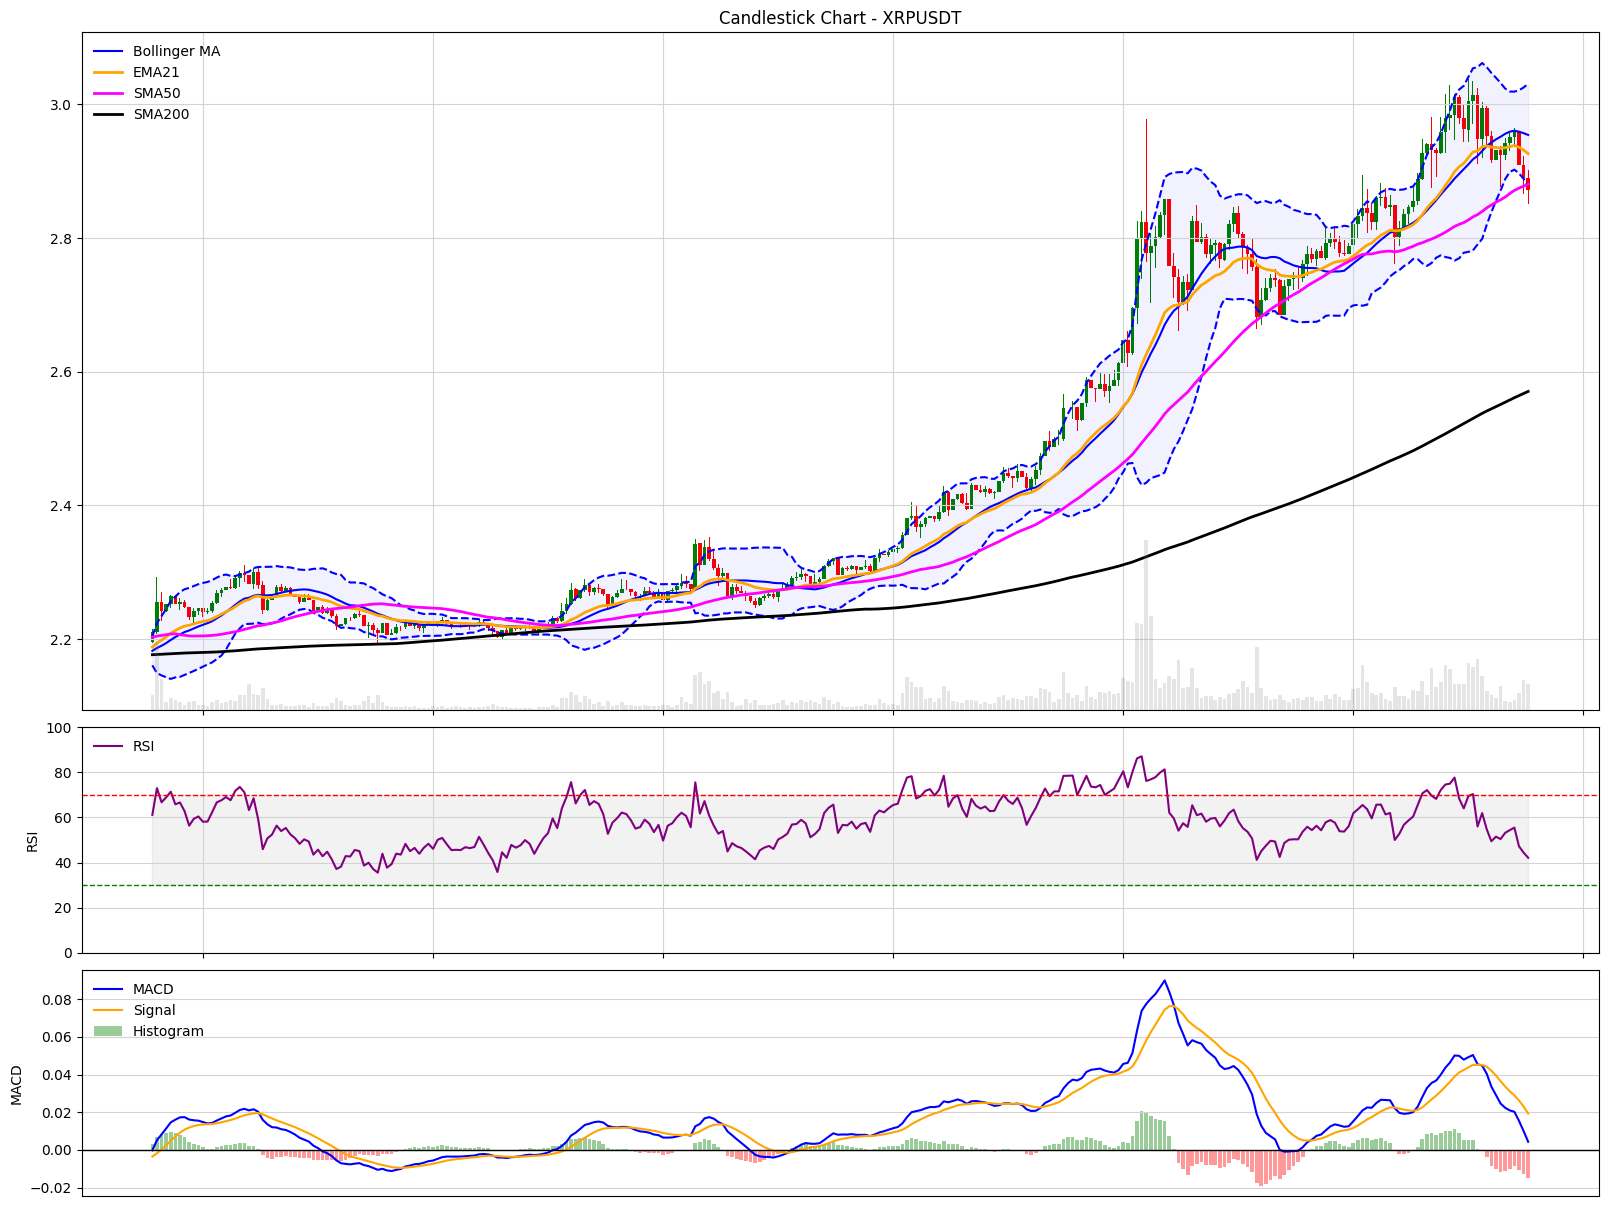 Candlestick Chart - XRPUSDT
Bollinger MA
EMA21
SMA50
SMA200
3.0
2.8
2.6
2.4
2.2
RSI
100
80
60
40
20
0
RSI
MACD
Signal
Histogram
0.08
0.06
0.04
0.02
0.00
−0.02
MACD